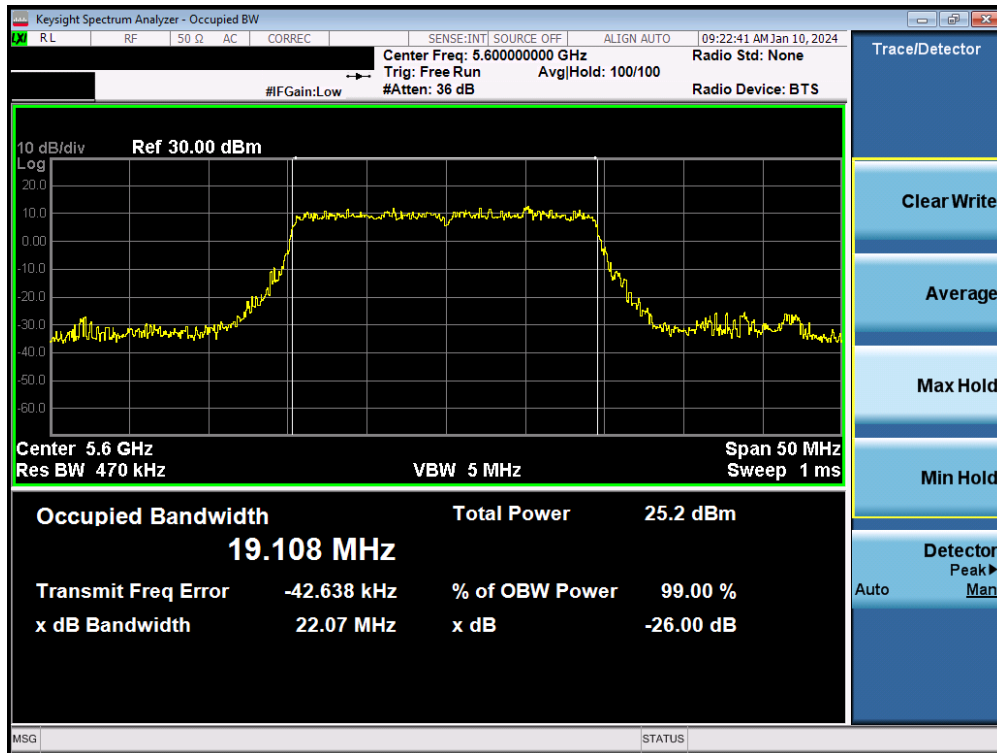 Keysight Spectrum Analyzer - Occupied BW
LXI RL RF 50 Ω AC CORREC SENSE:INT SOURCE OFF ALIGN AUTO 09:22:41 AM Jan 10, 2024
Center Freq: 5.600000000 GHz Radio Std: None
Trig: Free Run Avg|Hold: 100/100
#IFGain:Low #Atten: 36 dB Radio Device: BTS
Trace/Detector
10 dB/div Ref 30.00 dBm
Log
20.0
10.0
0.00
-10.0
-20.0
-30.0
-40.0
-50.0
-60.0
Center 5.6 GHz Span 50 MHz
Res BW 470 kHz VBW 5 MHz Sweep 1 ms
Occupied Bandwidth Total Power 25.2 dBm
19.108 MHz
Transmit Freq Error -42.638 kHz % of OBW Power 99.00 %
x dB Bandwidth 22.07 MHz x dB -26.00 dB
Clear Write
Average
Max Hold
Min Hold
Detector
Peak
Auto Man
MSG STATUS